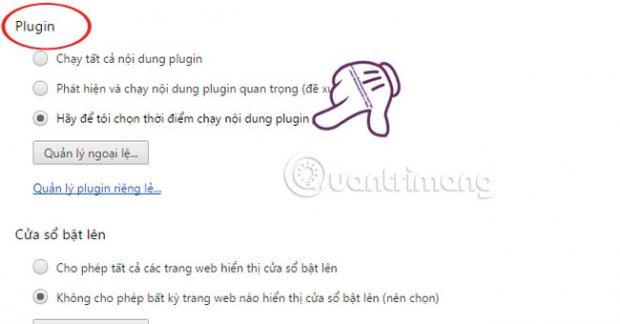 Plugin
Chạy tất cả nội dung plugin
Phát hiện và chạy nội dung plugin quan trọng (đề
Hãy để tôi chọn thời điểm chạy nội dung plugin
Quản lý ngoại lệ...
Quản lý plugin riêng lẻ...
Quantrimang
Cửa sổ bật lên
Cho phép tất cả các trang web hiển thị cửa sổ bật lên
Không cho phép bất kỳ trang web nào hiển thị cửa sổ bật lên (nên chọn)